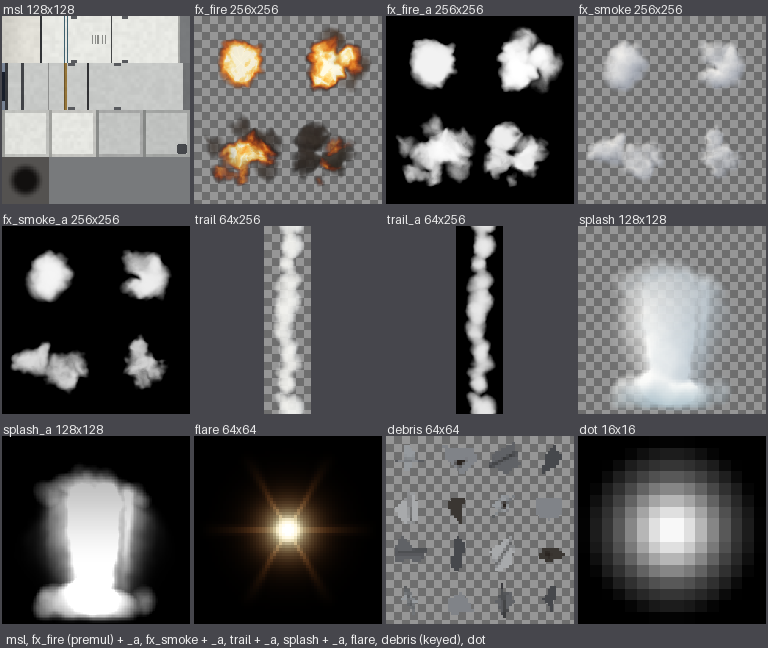 msl 128x128
fx_fire 256x256
fx_fire_a 256x256
fx_smoke 256x256
fx_smoke_a 256x256
trail 64x256
trail_a 64x256
splash 128x128
splash_a 128x128
flare 64x64
debris 64x64
dot 16x16
msl, fx_fire (premul) + _a, fx_smoke + _a, trail + _a, splash + _a, flare, debris (keyed), dot